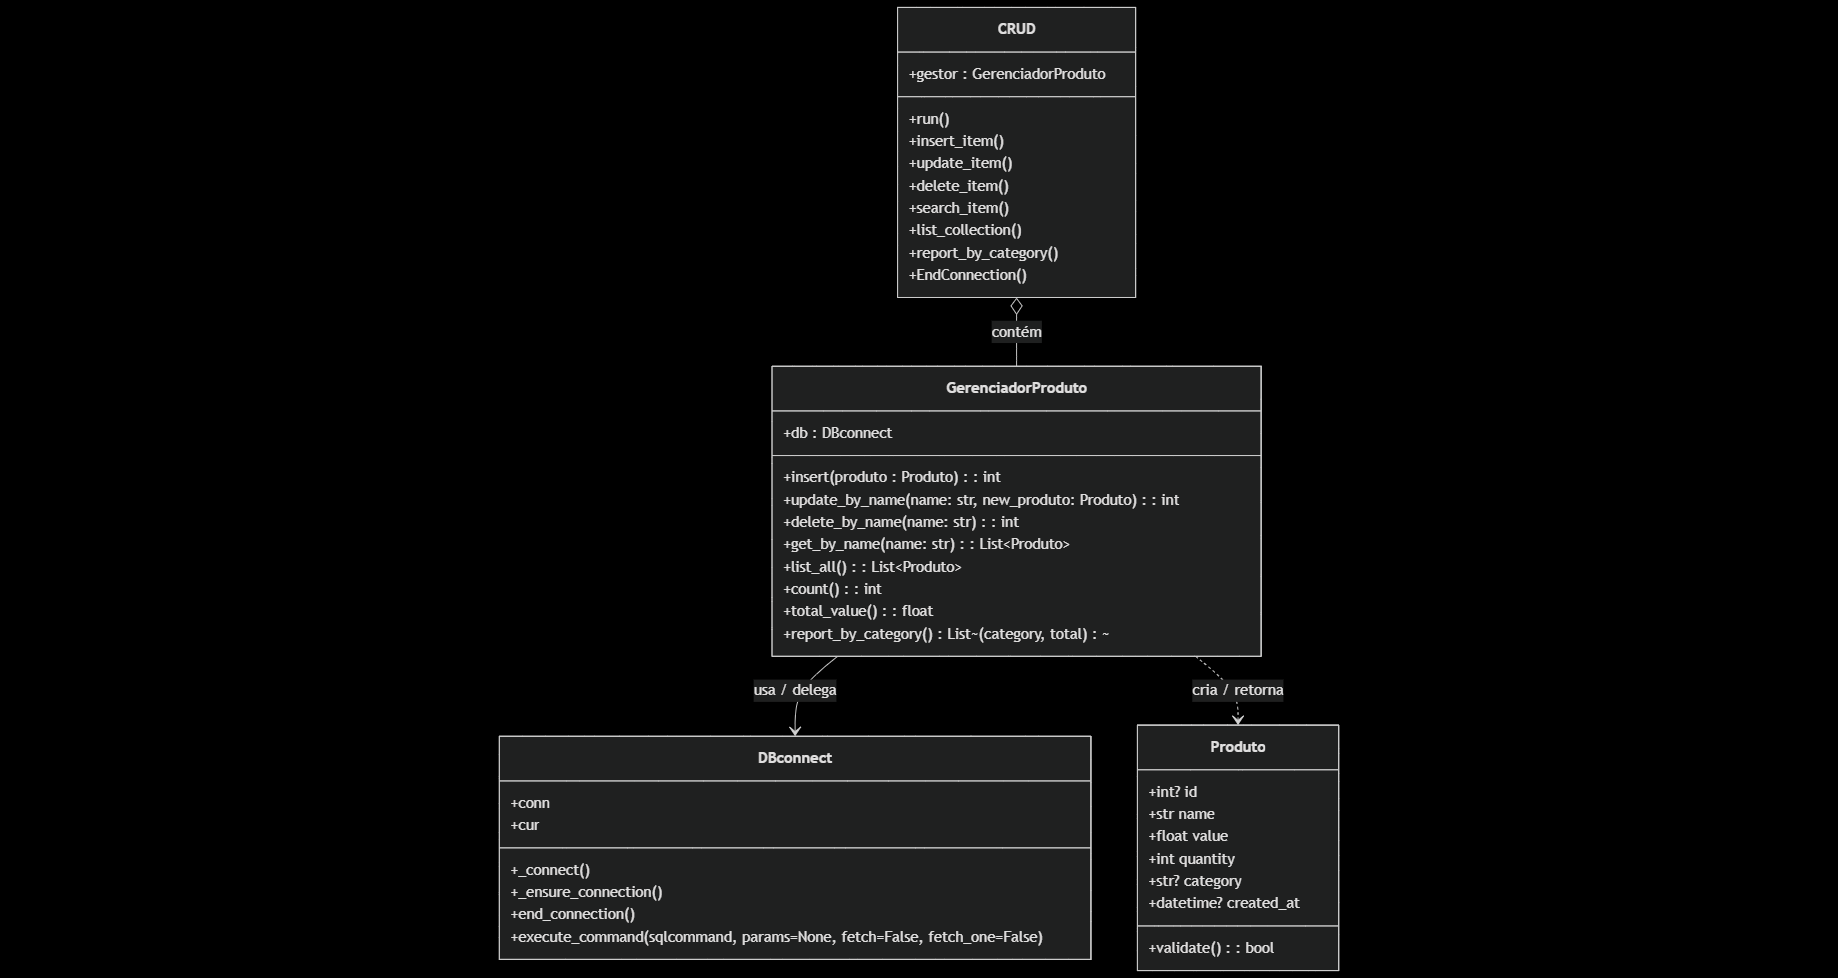 CRUD
+gestor : GerenciadorProduto
+run()
+insert_item()
+update_item()
+delete_item()
+search_item()
+list_collection()
+report_by_category()
+EndConnection()
contém
GerenciadorProduto
+db : DBconnect
+insert(produto : Produto) : : int
+update_by_name(name: str, new_produto: Produto) : : int
+delete_by_name(name: str) : : int
+get_by_name(name: str) : : List<Produto>
+list_all() : : List<Produto>
+count() : : int
+total_value() : : float
+report_by_category() : List~(category, total) : ~
usa / delega
cria / retorna
DBconnect
+conn
+cur
+_connect()
+_ensure_connection()
+end_connection()
+execute_command(sqlcommand, params=None, fetch=False, fetch_one=False)
Produto
+int? id
+str name
+float value
+int quantity
+str? category
+datetime? created_at
+validate() : : bool